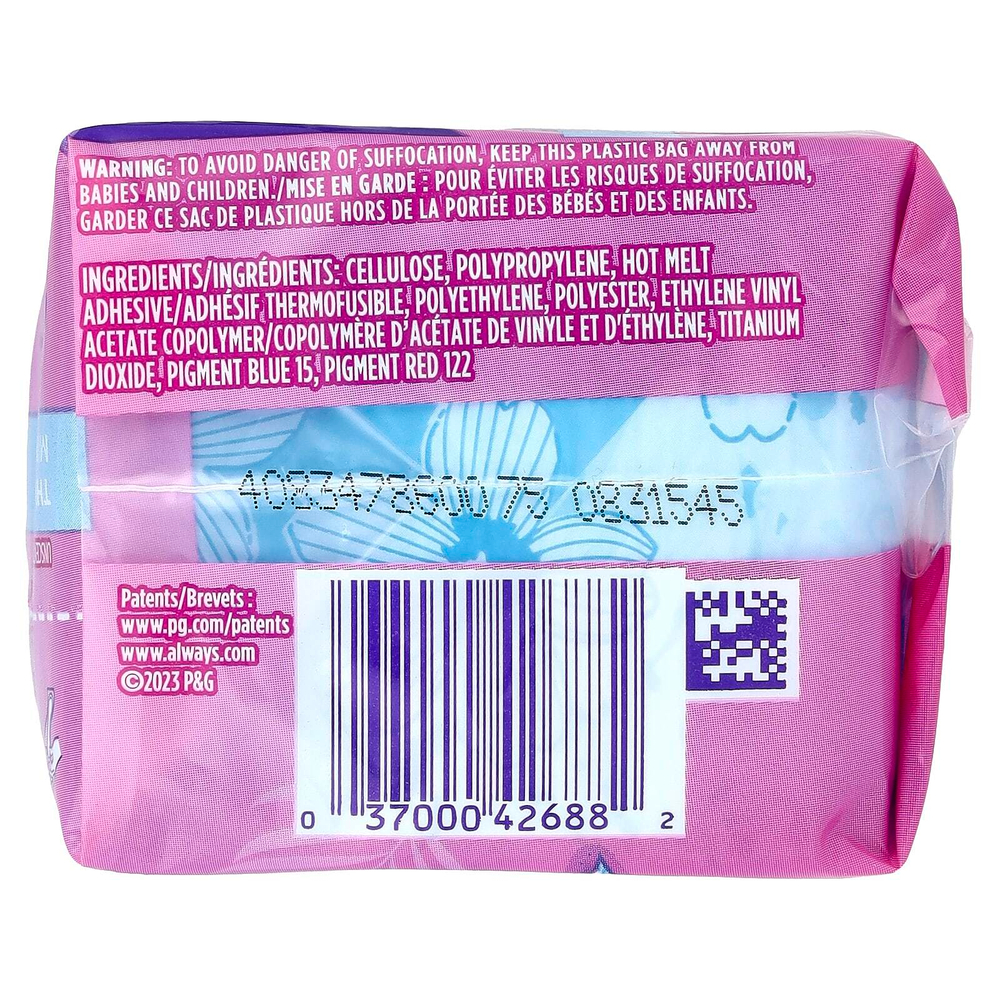 WARNING: TO AVOID DANGER OF SUFFOCATION, KEEP THIS PLASTIC BAG AWAY FROM
BABIES AND CHILDREN./MISE EN GARDE : POUR ÉVITER LES RISQUES DE SUFFOCATION,
GARDER CE SAC DE PLASTIQUE HORS DE LA PORTÉE DES BÉBÉS ET DES ENFANTS.
INGREDIENTS/INGRÉDIENTS: CELLULOSE, POLYPROPYLENE, HOT MELT
ADHESIVE/ADHÉSIF THERMOFUSIBLE, POLYETHYLENE, POLYESTER, ETHYLENE VINYL
ACETATE COPOLYMER/COPOLYMÈRE D'ACÉTATE DE VINYLE ET D'ÉTHYLÈNE, TITANIUM
DIOXIDE, PIGMENT BLUE 15, PIGMENT RED 122
4083478600 75 0831545
Patents/Brevets :
www.pg.com/patents
www.always.com
©2023 P&G
0 37000 42688 2